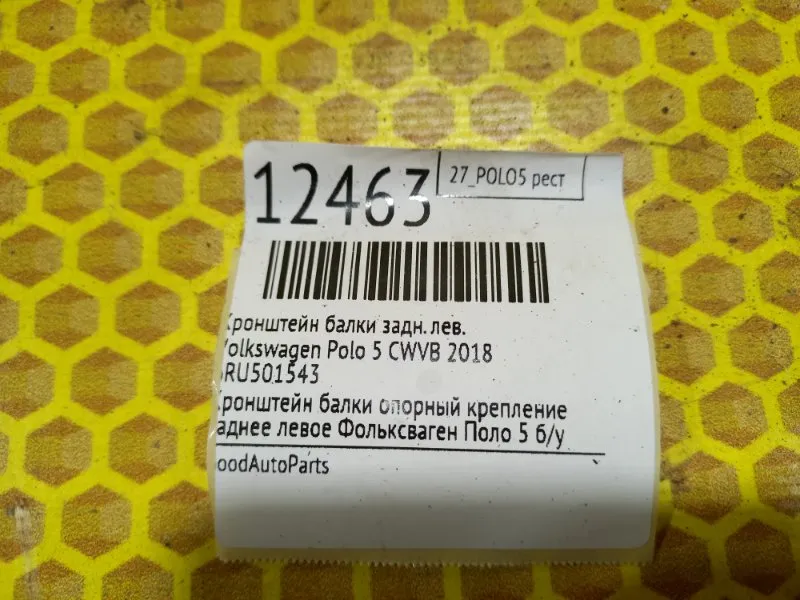 12463
27_POLO5 рест
Кронштейн балки задн. лев.
Volkswagen Polo 5 CWVB 2018
6RU501543
Кронштейн балки опорный крепление
заднее левое Фольксваген Поло 5 б/у
GoodAutoParts